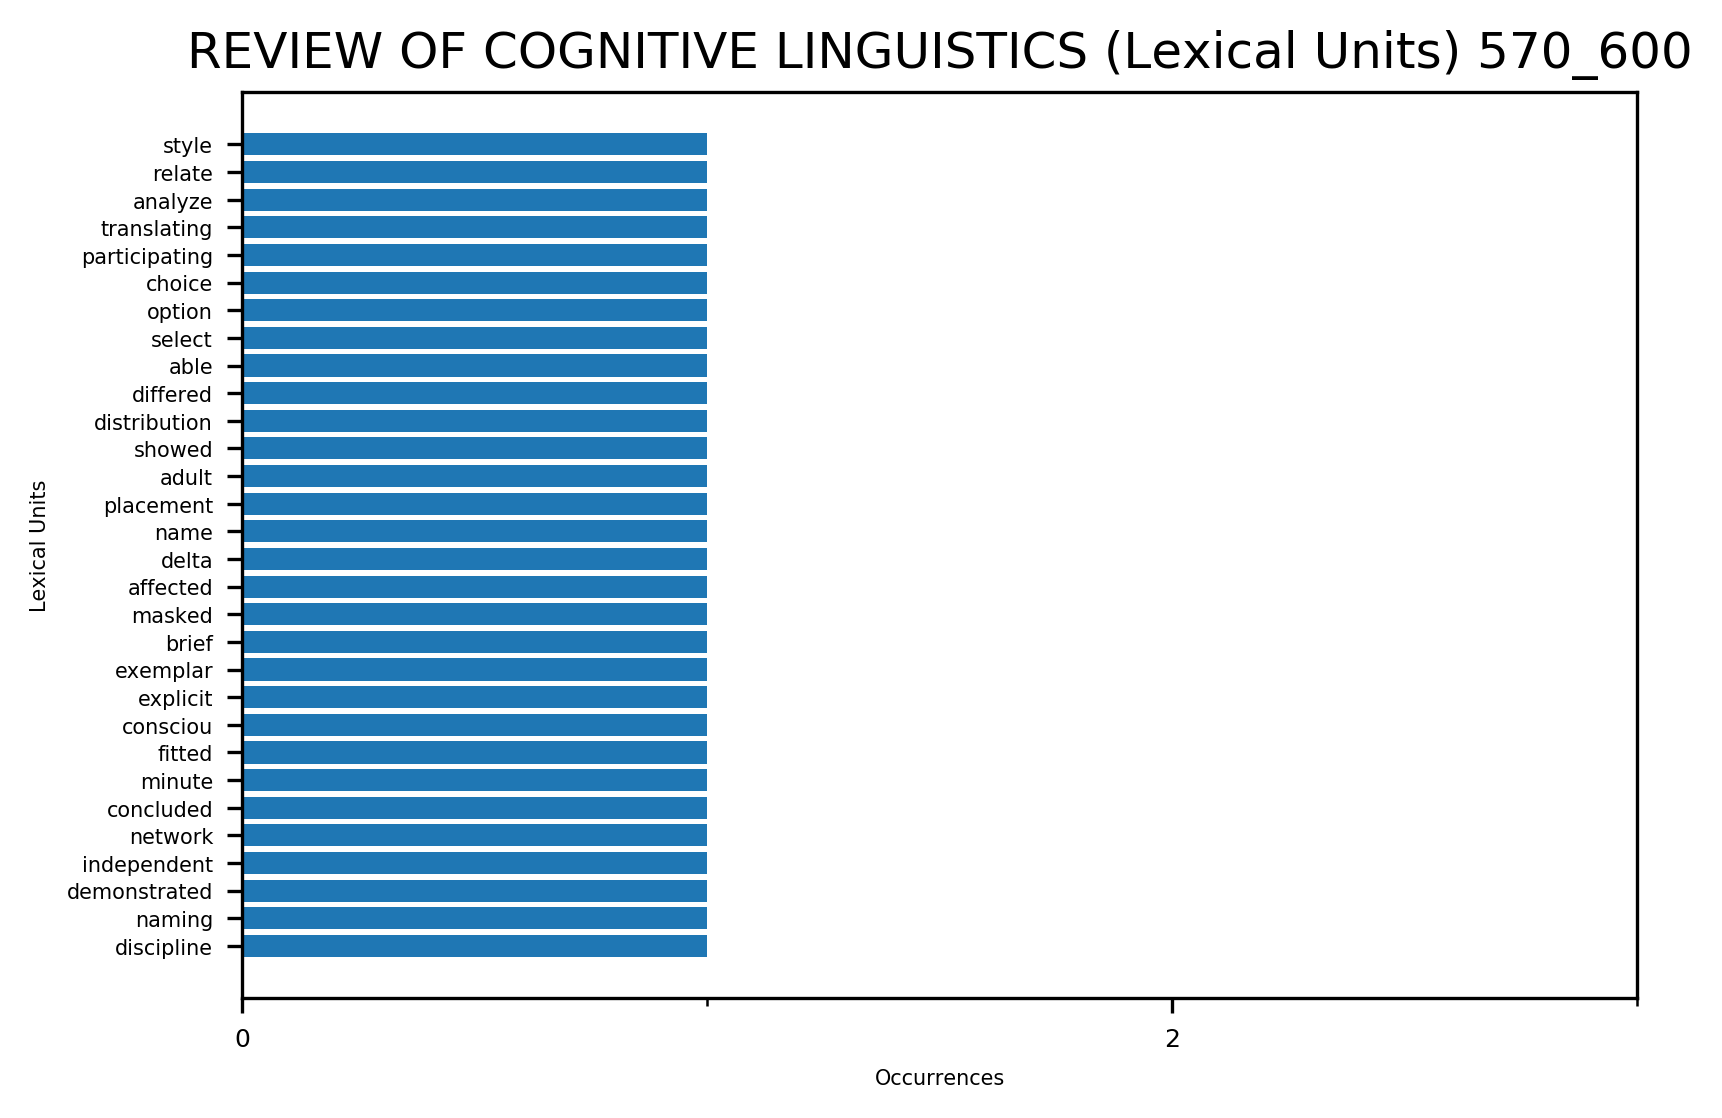 REVIEW OF COGNITIVE LINGUISTICS (Lexical Units) 570_600
style
relate
analyze
translating
participating
choice
option
select
able
differed
distribution
showed
adult
placement
name
delta
affected
masked
brief
exemplar
explicit
consciou
fitted
minute
concluded
network
independent
demonstrated
naming
discipline
Lexical Units
0
2
Occurrences